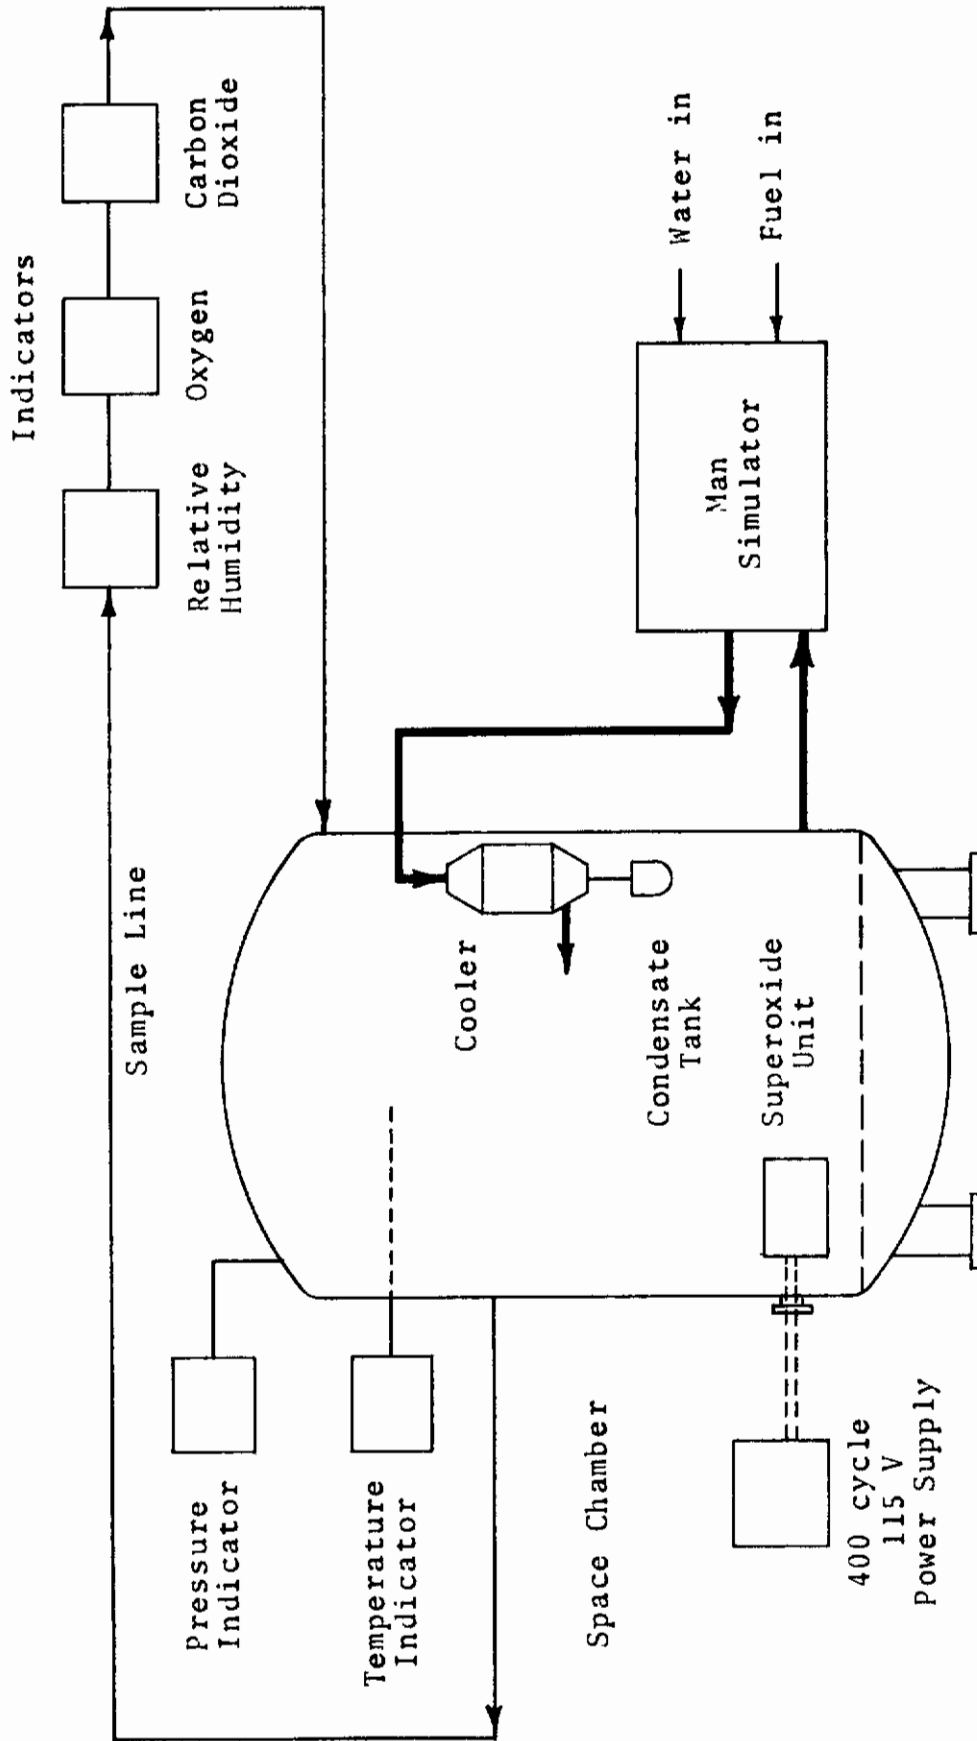 Indicators
Relative
Humidity
Oxygen
Carbon
Dioxide
Sample Line
Pressure
Indicator
Temperature
Indicator
Cooler
Water in
Fuel in
Man
Simulator
Condensate
Tank
Space Chamber
Superoxide
Unit
400 cycle
115 V
Power Supply